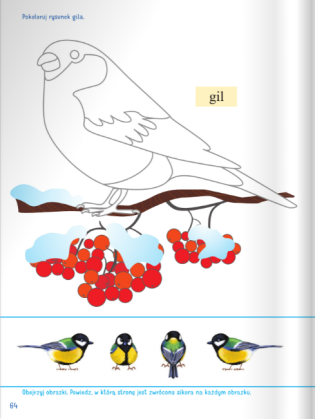 Pokoloruj rysunek gila.
gil
Obejrzyj obrazki. Powiedz, w którą stronę jest zwrócona sikora na każdym obrazku.
64